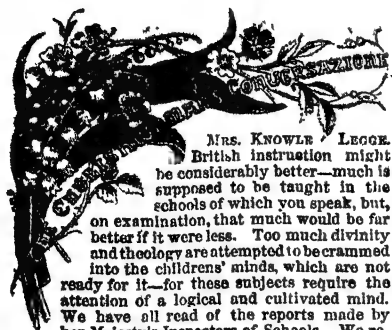 CONVERSAZIONE
MRS. KNOWLE LEGGE.
British instruction might
be considerably better—much is
supposed to be taught in the
schools of which you speak, but,
on examination, that much would be far
better if it were less. Too much divinity
and theology are attempted to be crammed
into the childrens' minds, which are not
ready for it—for these subjects require the
attention of a logical and cultivated mind.
We have all read of the reports made by
Inspectors of Schools.